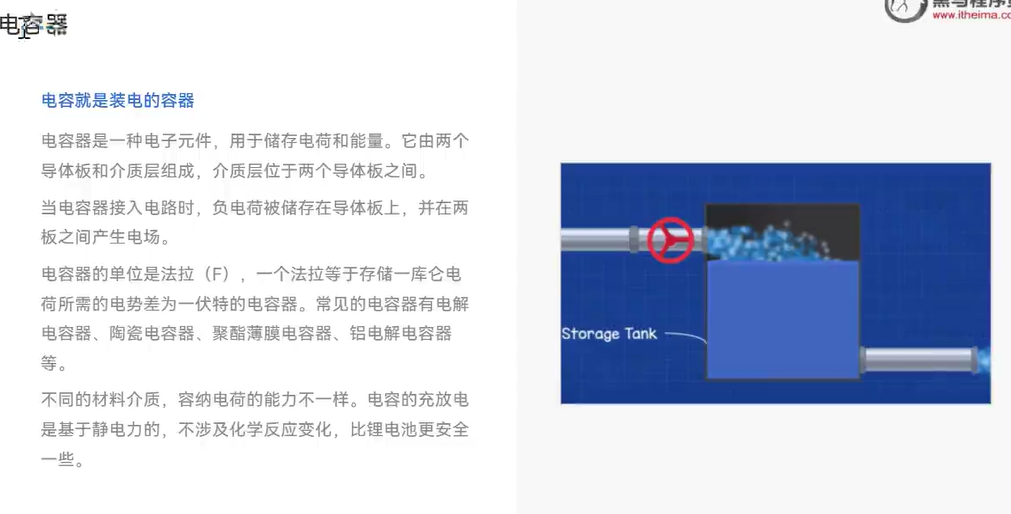 电容器
黑马程序员
www.itheima.co
电容就是装电的容器
电容器是一种电子元件，用于储存电荷和能量。它由两个
导体板和介质层组成，介质层位于两个导体板之间。
当电容器接入电路时，负电荷被储存在导体板上，并在两
板之间产生电场。
电容器的单位是法拉（F），一个法拉等于存储一库仑电
荷所需的电势差为一伏特的电容器。常见的电容器有电解
电容器、陶瓷电容器、聚酯薄膜电容器、铝电解电容器
等。
不同的材料介质，容纳电荷的能力不一样。电容的充放电
是基于静电力的，不涉及化学反应变化，比锂电池更安全
一些。
Storage Tank